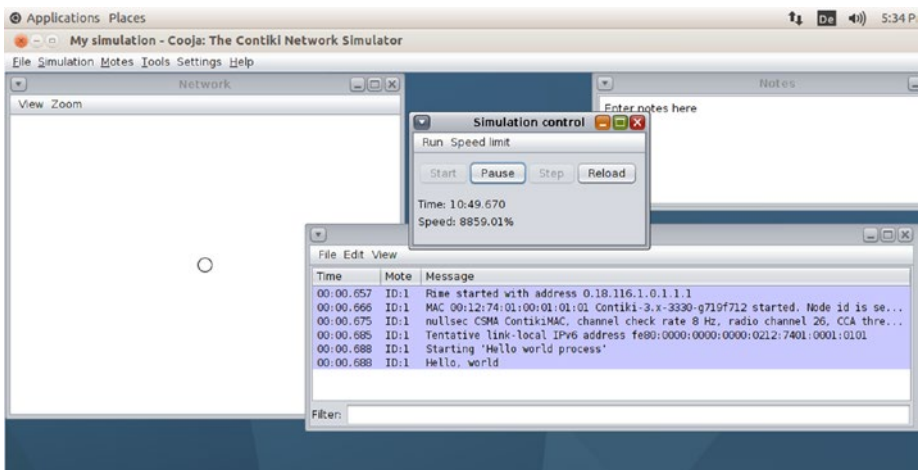 Applications Places
De
5:34 P
My simulation - Cooja: The Contiki Network Simulator
File Simulation Motes Tools Settings Help
Network
View Zoom
Notes
Enter notes here
Simulation control
Run Speed limit
Start Pause Step Reload
Time: 10:49.670
Speed: 8859.01%
File Edit View
Time Mote Message
00:00.657 ID:1 Rime started with address 0.18.116.1.0.1.1.1
00:00.666 ID:1 MAC 00:12:74:01:00:01:01:01 Contiki-3.x-3330-g719f712 started. Node id is se...
00:00.675 ID:1 nullsec CSMA ContikiMAC, channel check rate 8 Hz, radio channel 26, CCA thre...
00:00.685 ID:1 Tentative link-local IPv6 address fe80:0000:0000:0000:0212:7401:0001:0101
00:00.688 ID:1 Starting 'Hello world process'
00:00.688 ID:1 Hello, world
Filter: